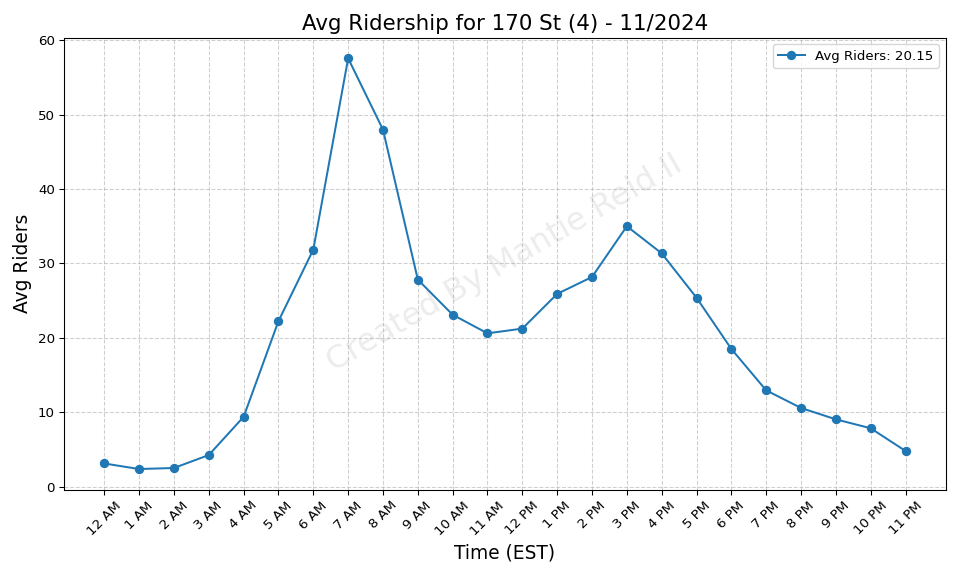 Avg Ridership for 170 St (4) - 11/2024
Avg Riders: 20.15
60
50
40
30
20
10
0
Avg Riders
Created By Mantie Reid II
12 AM
1 AM
2 AM
3 AM
4 AM
5 AM
6 AM
7 AM
8 AM
9 AM
10 AM
11 AM
12 PM
1 PM
2 PM
3 PM
4 PM
5 PM
6 PM
7 PM
8 PM
9 PM
10 PM
11 PM
Time (EST)